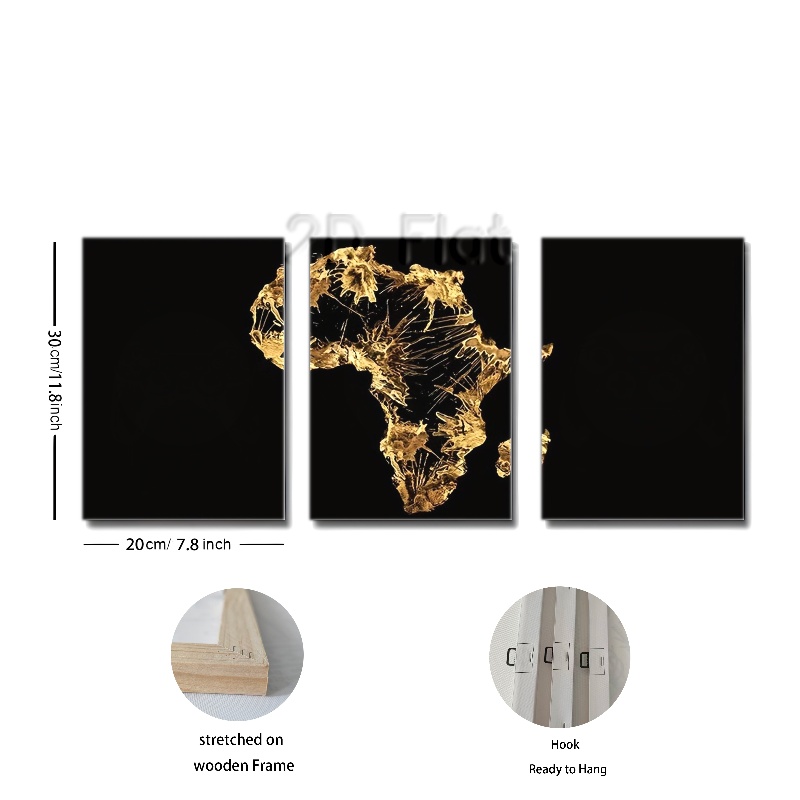 2D Flat
30cm/11.8inch
20cm/ 7.8 inch
stretched on
wooden Frame
Hook
Ready to Hang